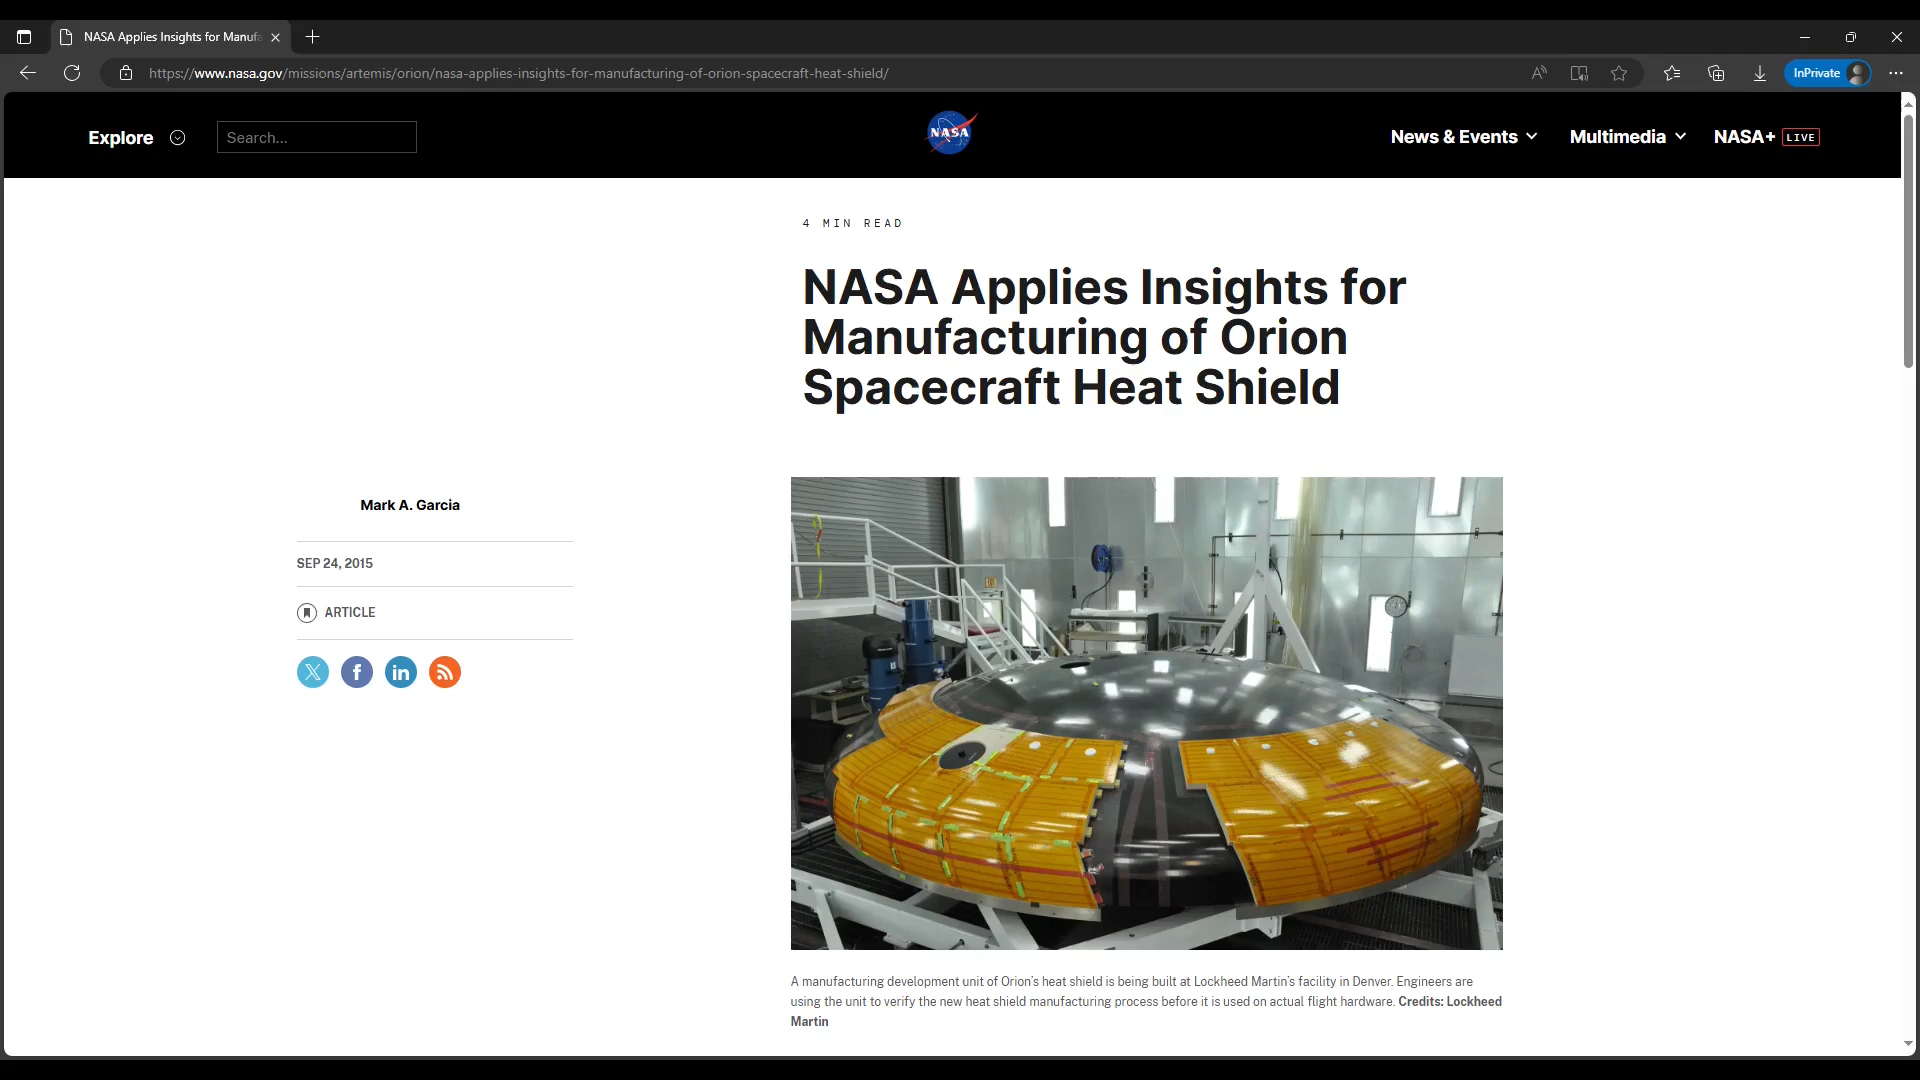 NASA Applies Insights for Manufa
https://www.nasa.gov/missions/artemis/orion/nasa-applies-insights-for-manufacturing-of-orion-spacecraft-heat-shield/
InPrivate
Explore
Search...
NASA
News & Events
Multimedia
NASA+ LIVE
4 MIN READ
NASA Applies Insights for
Manufacturing of Orion
Spacecraft Heat Shield
Mark A. Garcia
SEP 24, 2015
ARTICLE
A manufacturing development unit of Orion's heat shield is being built at Lockheed Martin's facility in Denver. Engineers are
using the unit to verify the new heat shield manufacturing process before it is used on actual flight hardware. Credits: Lockheed
Martin